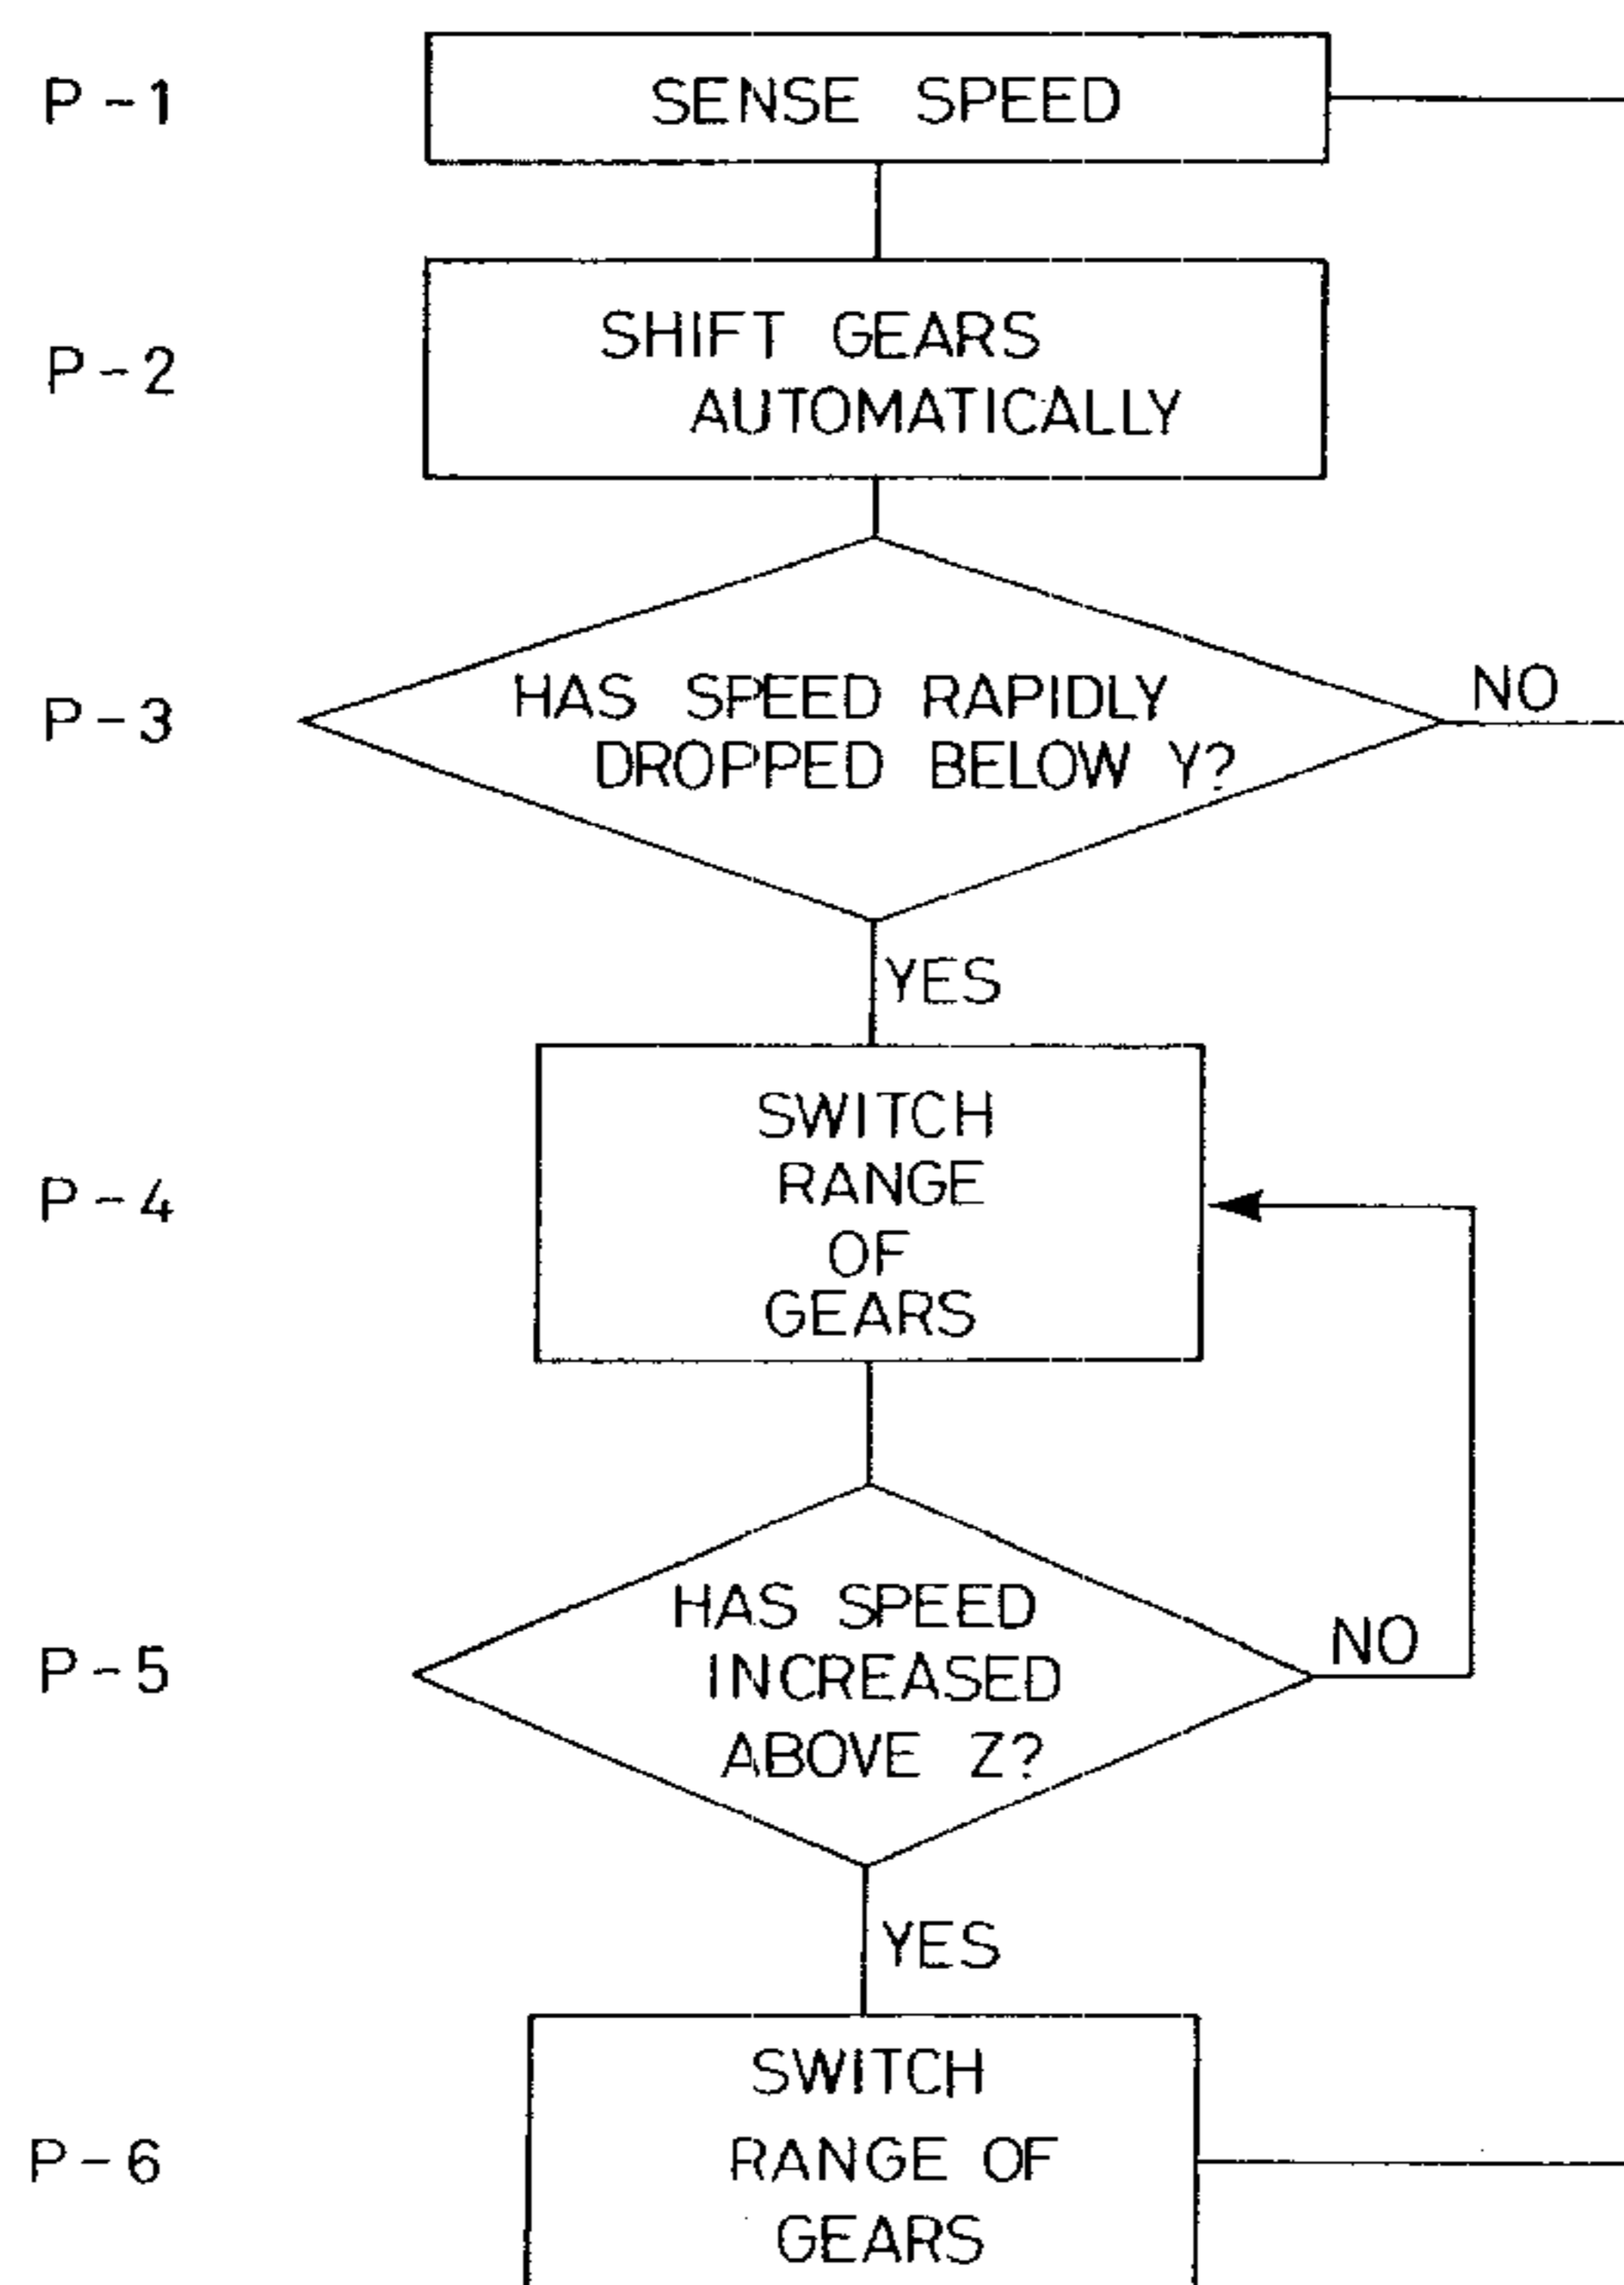 P-1
SENSE SPEED
P-2
SHIFT GEARS
AUTOMATICALLY
P-3
HAS SPEED RAPIDLY
DROPPED BELOW Y?
NO
YES
P-4
SWITCH
RANGE
OF
GEARS
P-5
HAS SPEED
INCREASED
ABOVE Z?
NO
YES
P-6
SWITCH
RANGE OF
GEARS